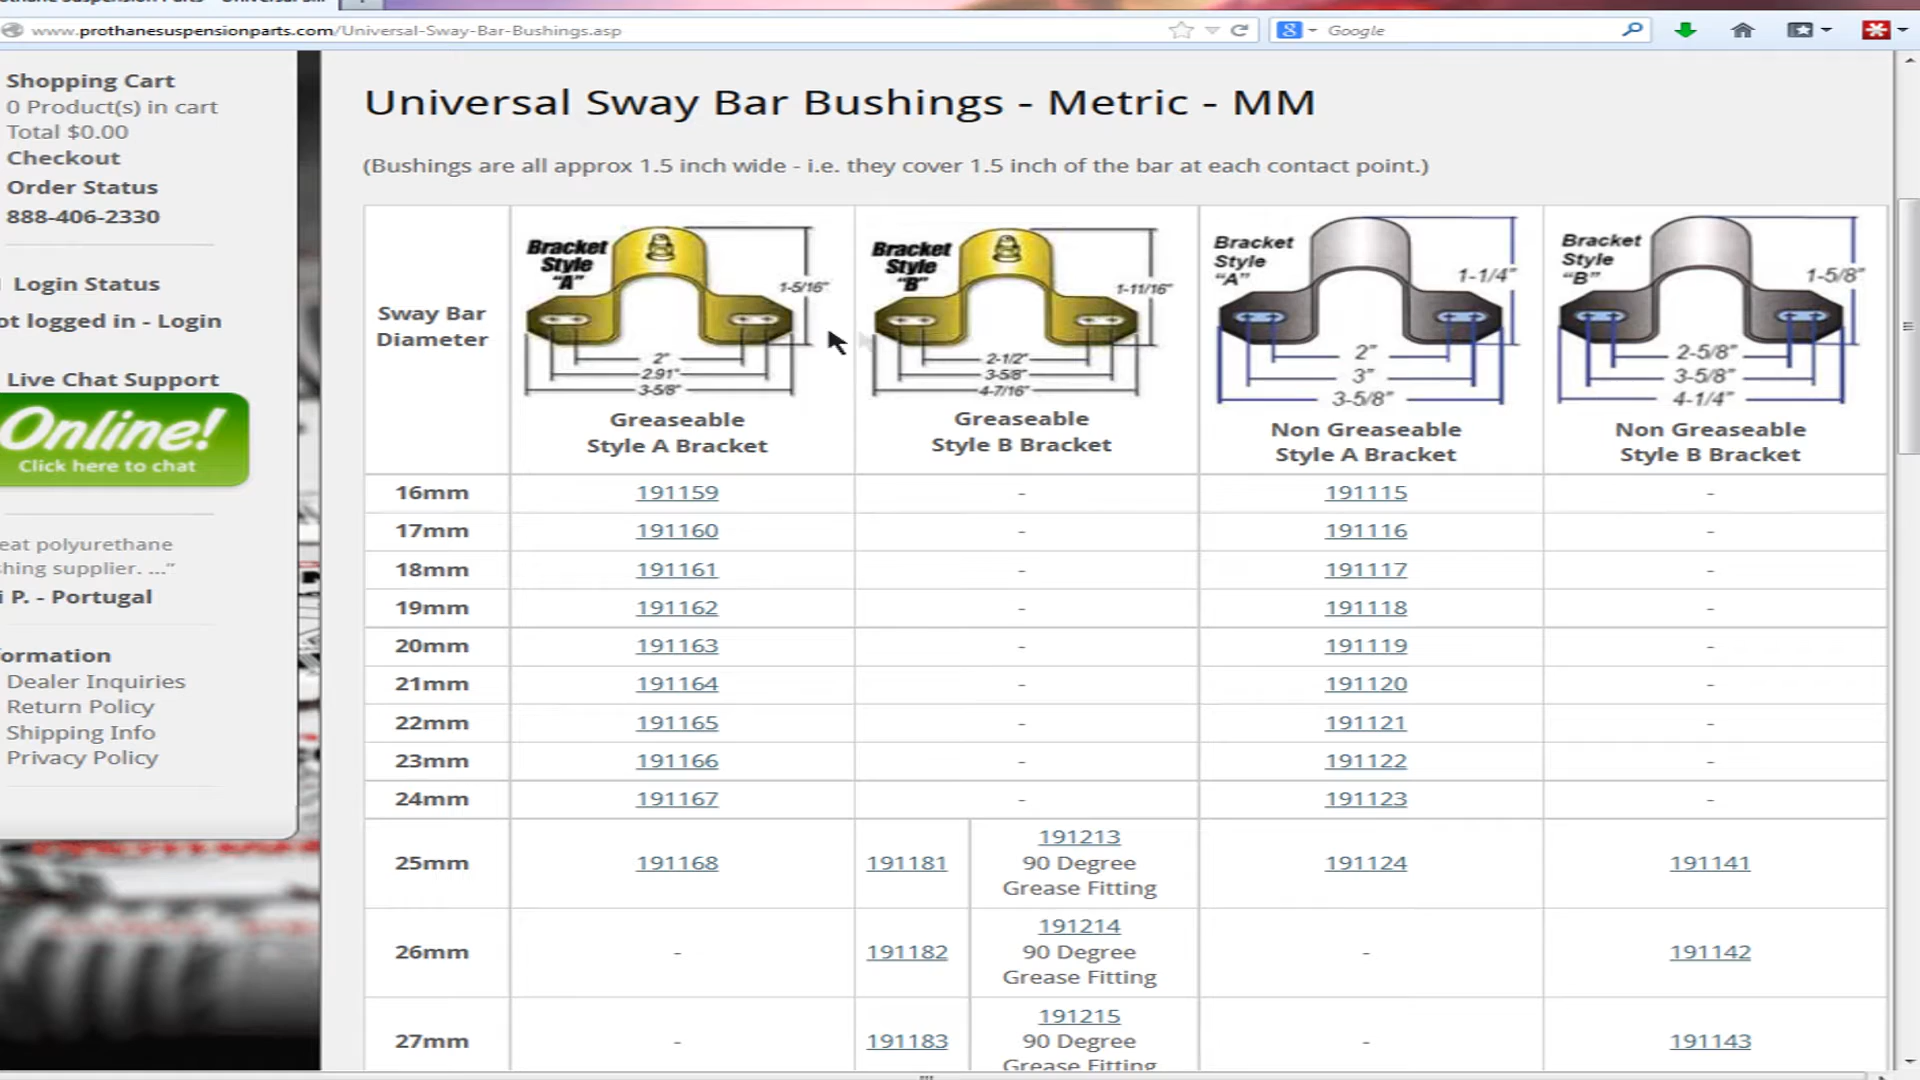 www.prothanesuspensionparts.com/Universal-Sway-Bar-Bushings.asp
Google
Shopping Cart
0 Product(s) in cart
Total $0.00
Checkout
Order Status
888-406-2330
Login Status
ot logged in - Login
Live Chat Support
Online!
Click here to chat
eat polyurethane
shing supplier. ..."
i P. - Portugal
ormation
Dealer Inquiries
Return Policy
Shipping Info
Privacy Policy
Universal Sway Bar Bushings - Metric - MM
(Bushings are all approx 1.5 inch wide - i.e. they cover 1.5 inch of the bar at each contact point.)
Sway Bar
Diameter
Bracket
Style
"A"
1-5/16"
2"
2.91"
3-5/8"
Greaseable
Style A Bracket
Bracket
Style
"B"
1-11/16"
2-1/2"
3-5/8"
4-7/16"
Greaseable
Style B Bracket
Bracket
Style
"A"
1-1/4"
2"
3"
3-5/8"
Non Greaseable
Style A Bracket
Bracket
Style
"B"
1-5/8"
2-5/8"
3-5/8"
4-1/4"
Non Greaseable
Style B Bracket
16mm 191159 - 191115 -
17mm 191160 - 191116 -
18mm 191161 - 191117 -
19mm 191162 - 191118 -
20mm 191163 - 191119 -
21mm 191164 - 191120 -
22mm 191165 - 191121 -
23mm 191166 - 191122 -
24mm 191167 - 191123 -
191213
25mm 191168 191181 90 Degree 191124 191141
Grease Fitting
191214
26mm - 191182 90 Degree - 191142
Grease Fitting
191215
27mm - 191183 90 Degree - 191143
Grease Fitting